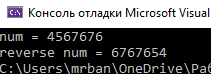 Консоль отладки Microsoft Visual
num = 4567676
reverse num = 6767654
C:\Users\mrban\OneDrive\Ра